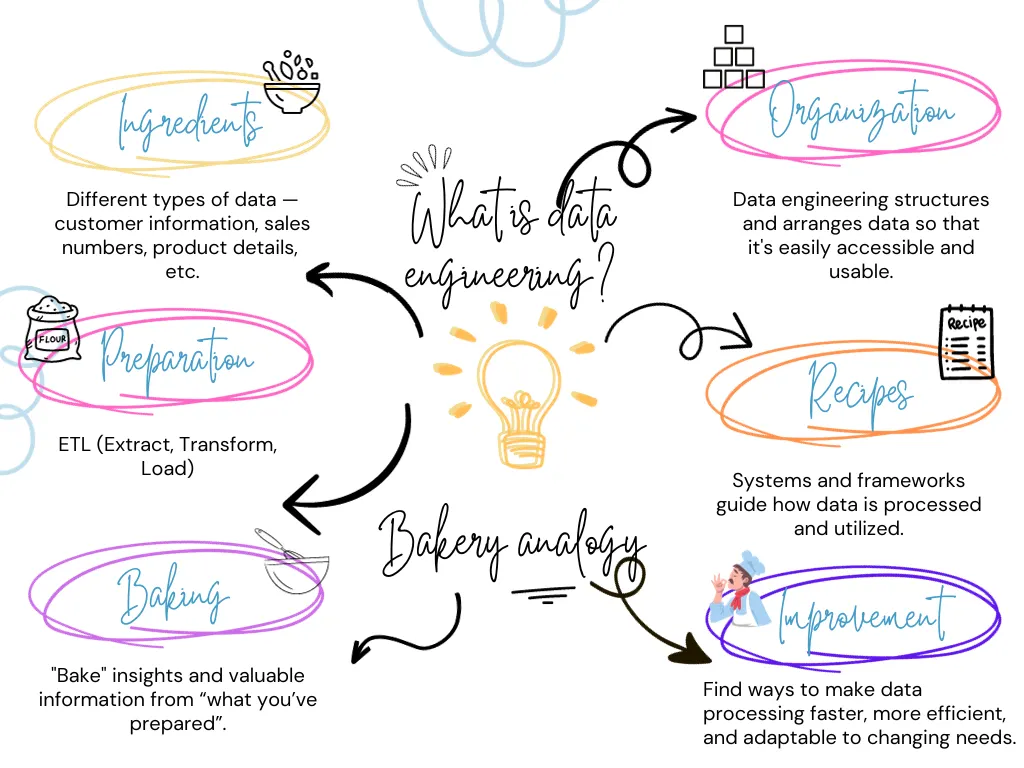 What is data
engineering?
Bakery analogy
Ingredients
Different types of data —
customer information, sales
numbers, product details,
etc.
FLOUR
Preparation
ETL (Extract, Transform,
Load)
Baking
"Bake" insights and valuable
information from “what you’ve
prepared”.
Organization
Data engineering structures
and arranges data so that
it's easily accessible and
usable.
Recipe
Recipes
Systems and frameworks
guide how data is processed
and utilized.
Improvement
Find ways to make data
processing faster, more efficient,
and adaptable to changing needs.